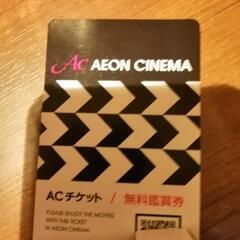 Ac AEON CINEMA
ACチケット / 無料鑑賞券
PLEASE ENJOY THE MOVIES
WITH THIS TICKET
IN AEON CINEMA.